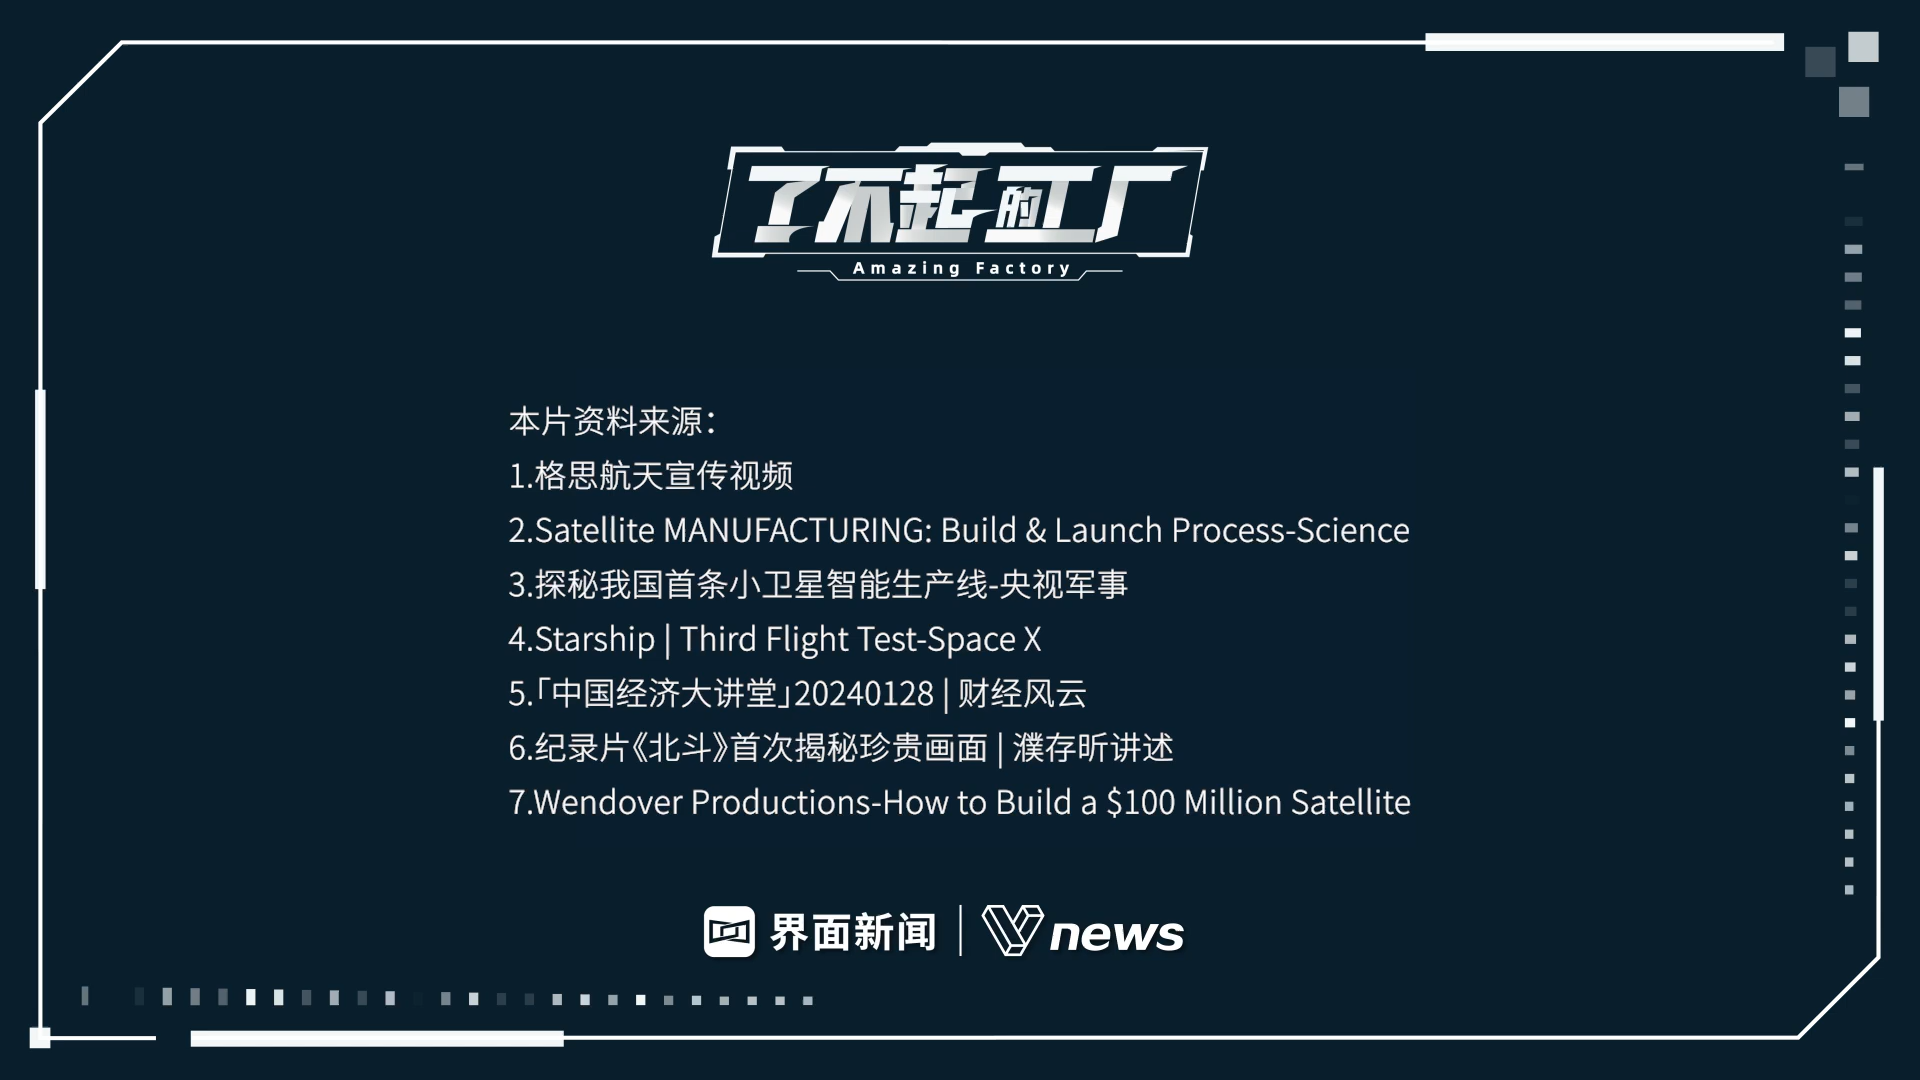 了不起的工厂
Amazing Factory
本片资料来源：
1.格思航天宣传视频
2.Satellite MANUFACTURING: Build & Launch Process-Science
3.探秘我国首条小卫星智能生产线-央视军事
4.Starship | Third Flight Test-Space X
5.「中国经济大讲堂」20240128 | 财经风云
6.纪录片《北斗》首次揭秘珍贵画面 | 濮存昕讲述
7.Wendover Productions-How to Build a $100 Million Satellite
界面新闻 | Vnews